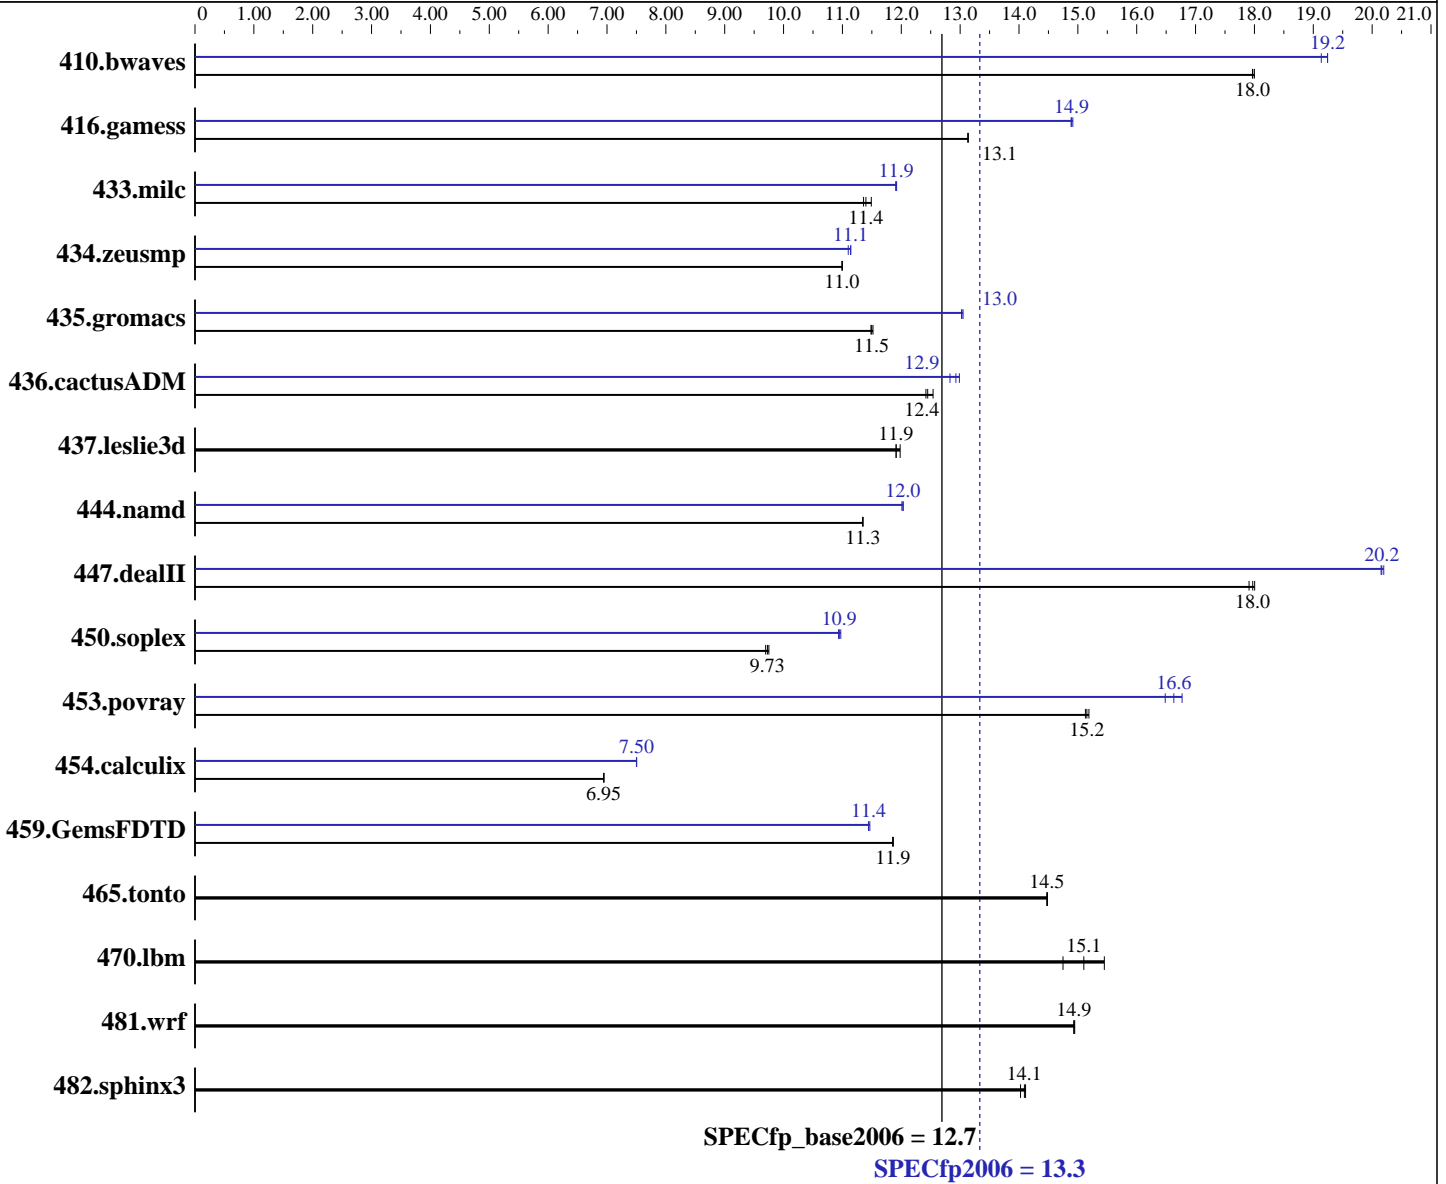 0 1.00 2.00 3.00 4.00 5.00 6.00 7.00 8.00 9.00 10.0 11.0 12.0 13.0 14.0 15.0 16.0 17.0 18.0 19.0 20.0 21.0
19.2
410.bwaves
18.0
14.9
416.gamess
13.1
11.9
433.milc
11.4
11.1
434.zeusmp
11.0
13.0
435.gromacs
11.5
12.9
436.cactusADM
12.4
11.9
437.leslie3d
12.0
444.namd
11.3
20.2
447.dealII
18.0
10.9
450.soplex
9.73
16.6
453.povray
15.2
7.50
454.calculix
6.95
11.4
459.GemsFDTD
11.9
14.5
465.tonto
15.1
470.lbm
14.9
481.wrf
14.1
482.sphinx3
SPECfp_base2006 = 12.7
SPECfp2006 = 13.3